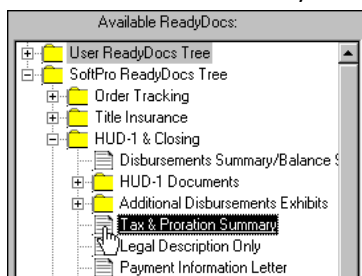 Available ReadyDocs:
User ReadyDocs Tree
SoftPro ReadyDocs Tree
Order Tracking
Title Insurance
HUD-1 & Closing
Disbursements Summary/Balance
HUD-1 Documents
Additional Disbursements Exhibits
Tax & Proration Summary
Legal Description Only
Payment Information Letter